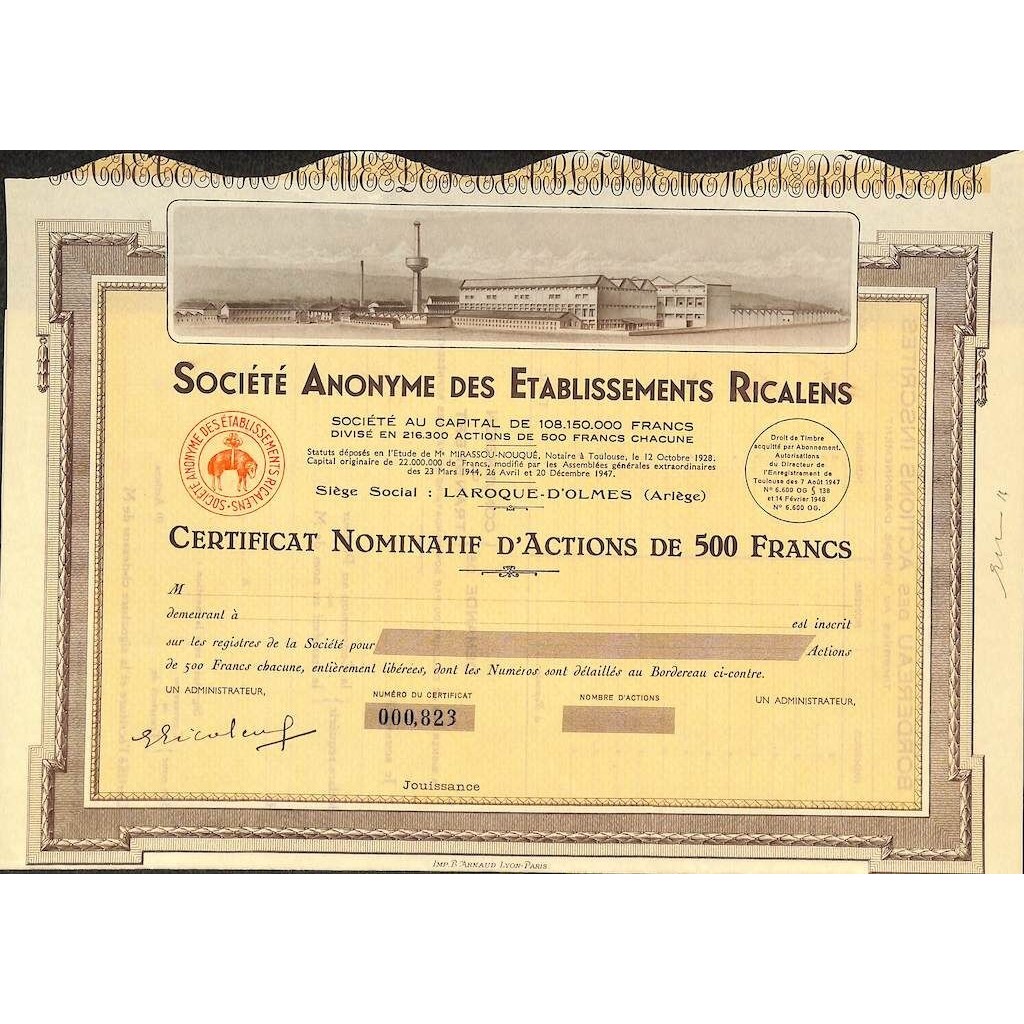 SOCIÉTÉ ANONYME DES ETABLISSEMENTS RICALENS
SOCIÉTÉ AU CAPITAL DE 108.150.000 FRANCS
DIVISÉ EN 216.300 ACTIONS DE 500 FRANCS CHACUNE
Statuts déposés en l'Etude de Me MIRASSOU-NOUQUÉ, Notaire à Toulouse, le 12 Octobre 1928.
Capital originaire de 22.000.000 de Francs, modifié par les Assemblées générales extraordinaires
des 23 Mars 1944, 26 Avril et 20 Décembre 1947.
Siège Social : LAROQUE-D'OLMES (Ariège)
SOCIÉTÉ ANONYME DES ÉTABLISSEMENTS RICALENS
Droit de Timbre
acquitté par Abonnement.
Autorisations
du Directeur de
l'Enregistrement de
Toulouse des 7 Août 1947
N° 6.600 OG § 138
et 14 Février 1948
N° 6.600 OG.
CERTIFICAT NOMINATIF D'ACTIONS DE 500 FRANCS
M
demeurant à est inscrit
sur les registres de la Société pour Actions
de 500 Francs chacune, entièrement libérées, dont les Numéros sont détaillés au Bordereau ci-contre.
UN ADMINISTRATEUR,
NUMÉRO DU CERTIFICAT
NOMBRE D'ACTIONS
UN ADMINISTRATEUR,
000,823
Jouissance
IMP. B. ARNAUD LYON-PARIS